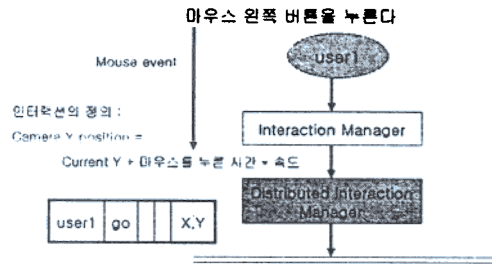 마우스 왼쪽 버튼을 누른다
Mouse event
user1
인터랙션의 정의 :
Camera Y position =
Interaction Manager
Current Y + 마우스를 누른 시간 * 속도
Distributed Interaction
Manager
user1 go X,Y